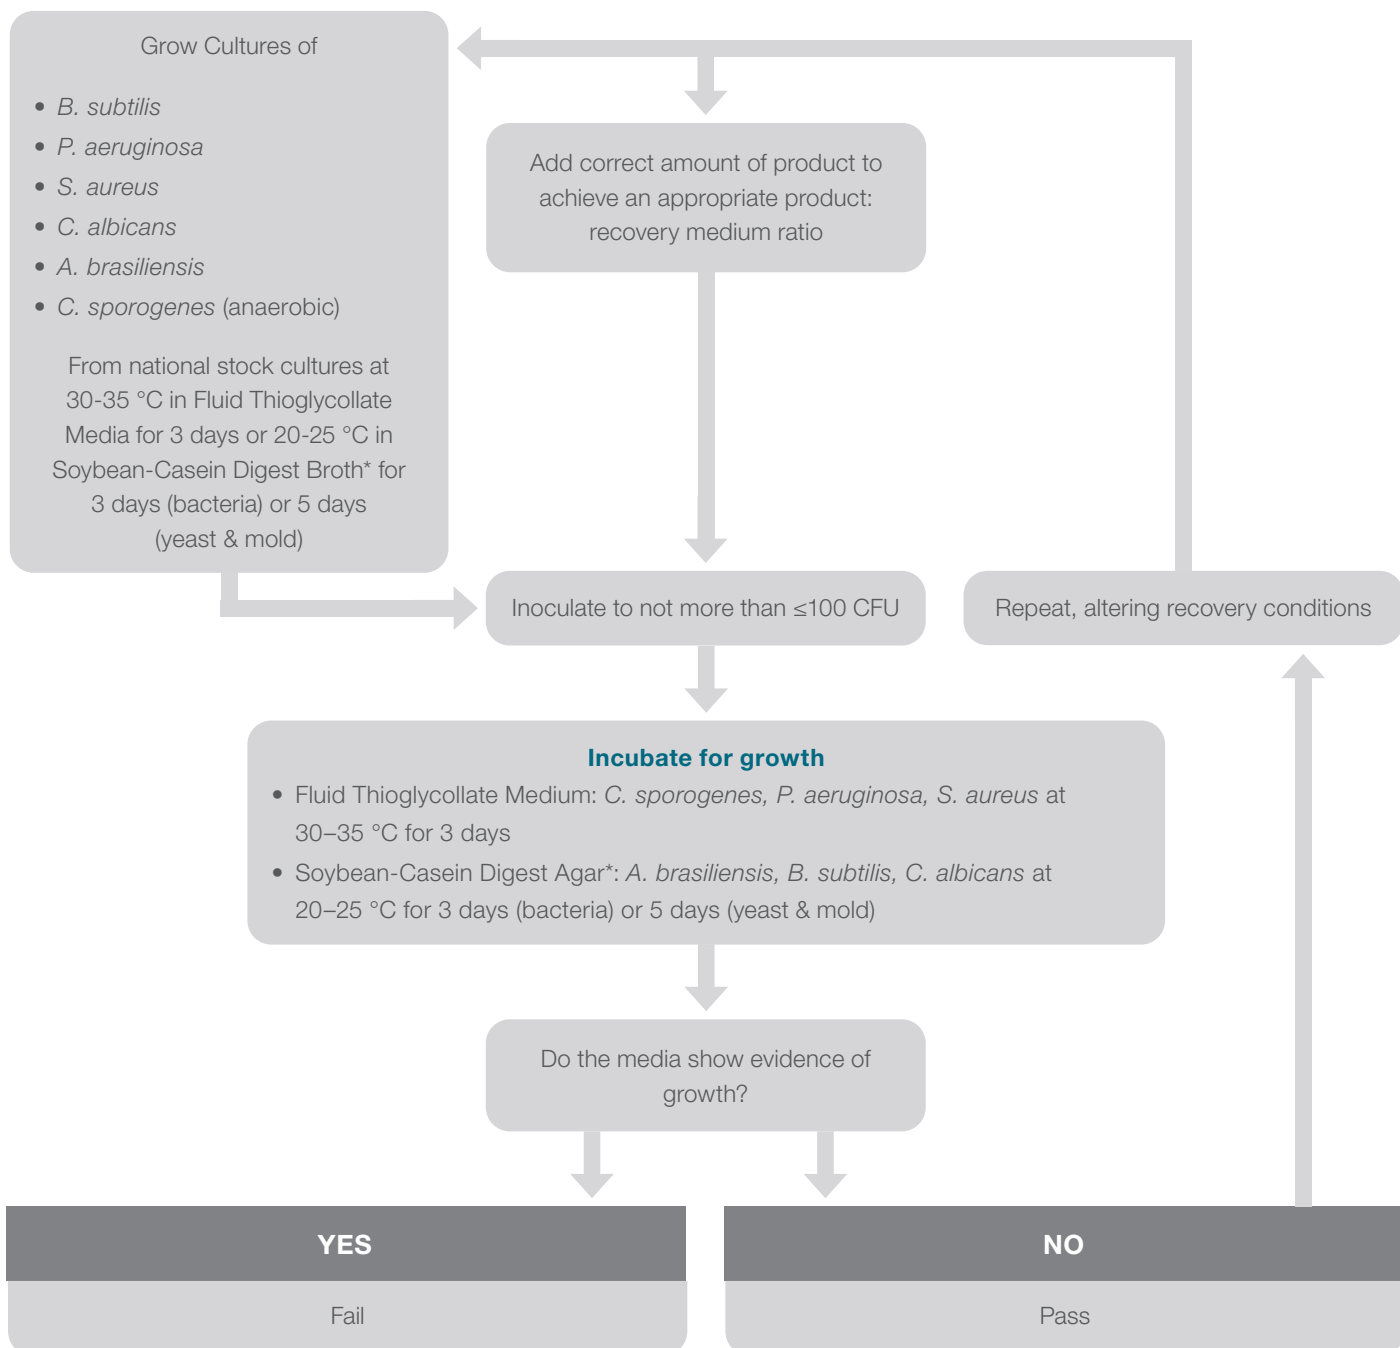 Grow Cultures of
• B. subtilis
• P. aeruginosa
• S. aureus
• C. albicans
• A. brasiliensis
• C. sporogenes (anaerobic)
From national stock cultures at
30-35 °C in Fluid Thioglycollate
Media for 3 days or 20-25 °C in
Soybean-Casein Digest Broth* for
3 days (bacteria) or 5 days
(yeast & mold)
Add correct amount of product to
achieve an appropriate product:
recovery medium ratio
Inoculate to not more than ≤100 CFU
Repeat, altering recovery conditions
Incubate for growth
• Fluid Thioglycollate Medium: C. sporogenes, P. aeruginosa, S. aureus at
30–35 °C for 3 days
• Soybean-Casein Digest Agar*: A. brasiliensis, B. subtilis, C. albicans at
20–25 °C for 3 days (bacteria) or 5 days (yeast & mold)
Do the media show evidence of
growth?
YES
NO
Fail
Pass